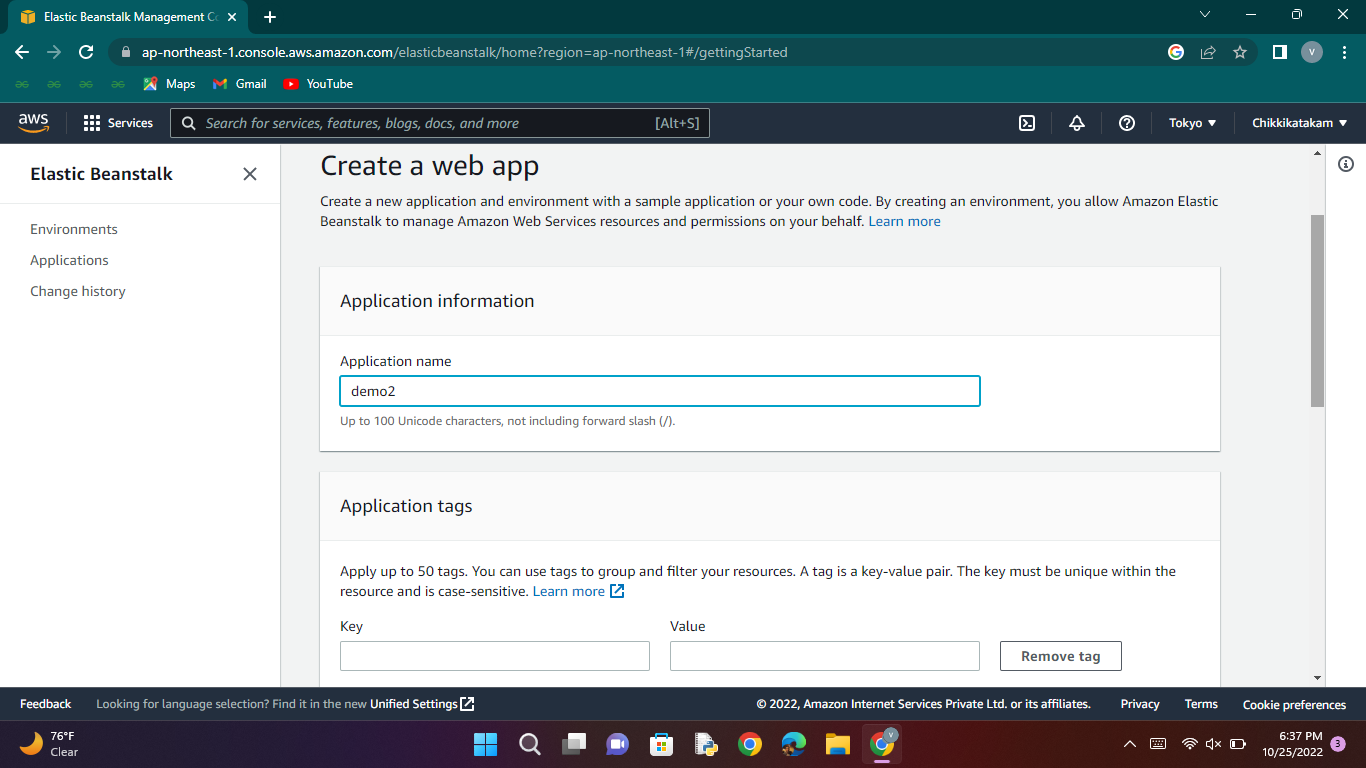 Elastic Beanstalk Management Co
ap-northeast-1.console.aws.amazon.com/elasticbeanstalk/home?region=ap-northeast-1#/gettingStarted
V
Maps
Gmail
YouTube
aws
Services
Search for services, features, blogs, docs, and more
[Alt+S]
Tokyo
Chikkikatakam
Elastic Beanstalk
Environments
Applications
Change history
Create a web app
Create a new application and environment with a sample application or your own code. By creating an environment, you allow Amazon Elastic
Beanstalk to manage Amazon Web Services resources and permissions on your behalf. Learn more
Application information
Application name
demo2
Up to 100 Unicode characters, not including forward slash (/).
Application tags
Apply up to 50 tags. You can use tags to group and filter your resources. A tag is a key-value pair. The key must be unique within the
resource and is case-sensitive. Learn more
Key
Value
Remove tag
Feedback
Looking for language selection? Find it in the new Unified Settings
© 2022, Amazon Internet Services Private Ltd. or its affiliates.
Privacy
Terms
Cookie preferences
76°F
Clear
V
6:37 PM
10/25/2022
3